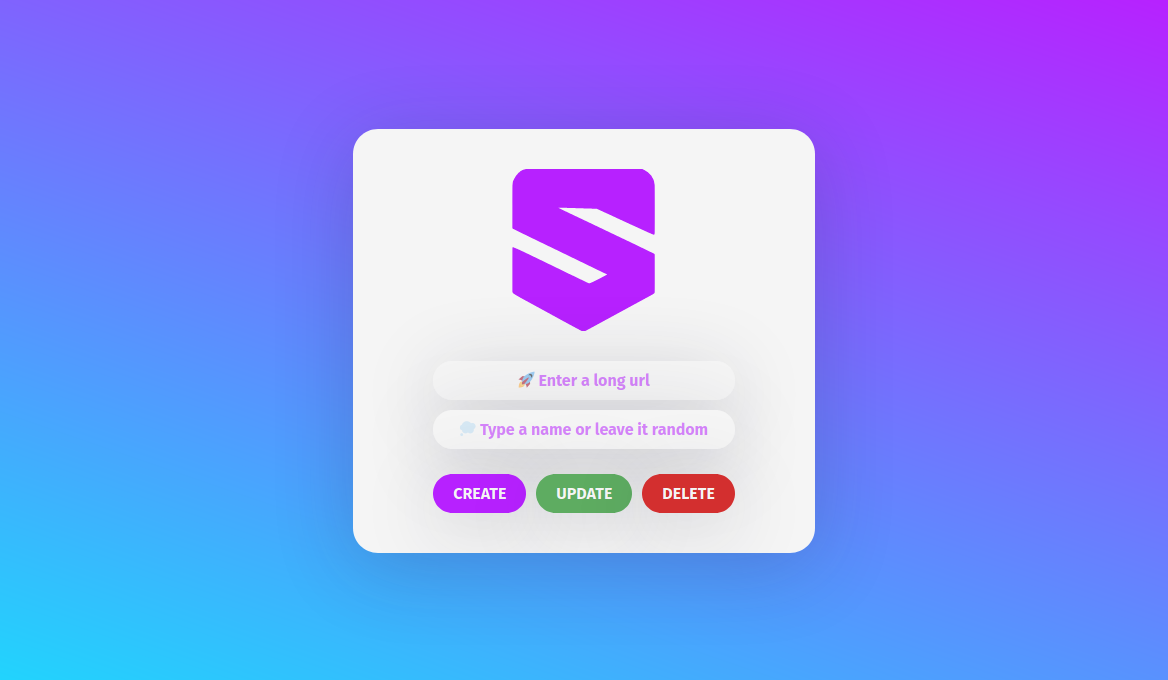 🚀 Enter a long url
💭 Type a name or leave it random
CREATE UPDATE DELETE